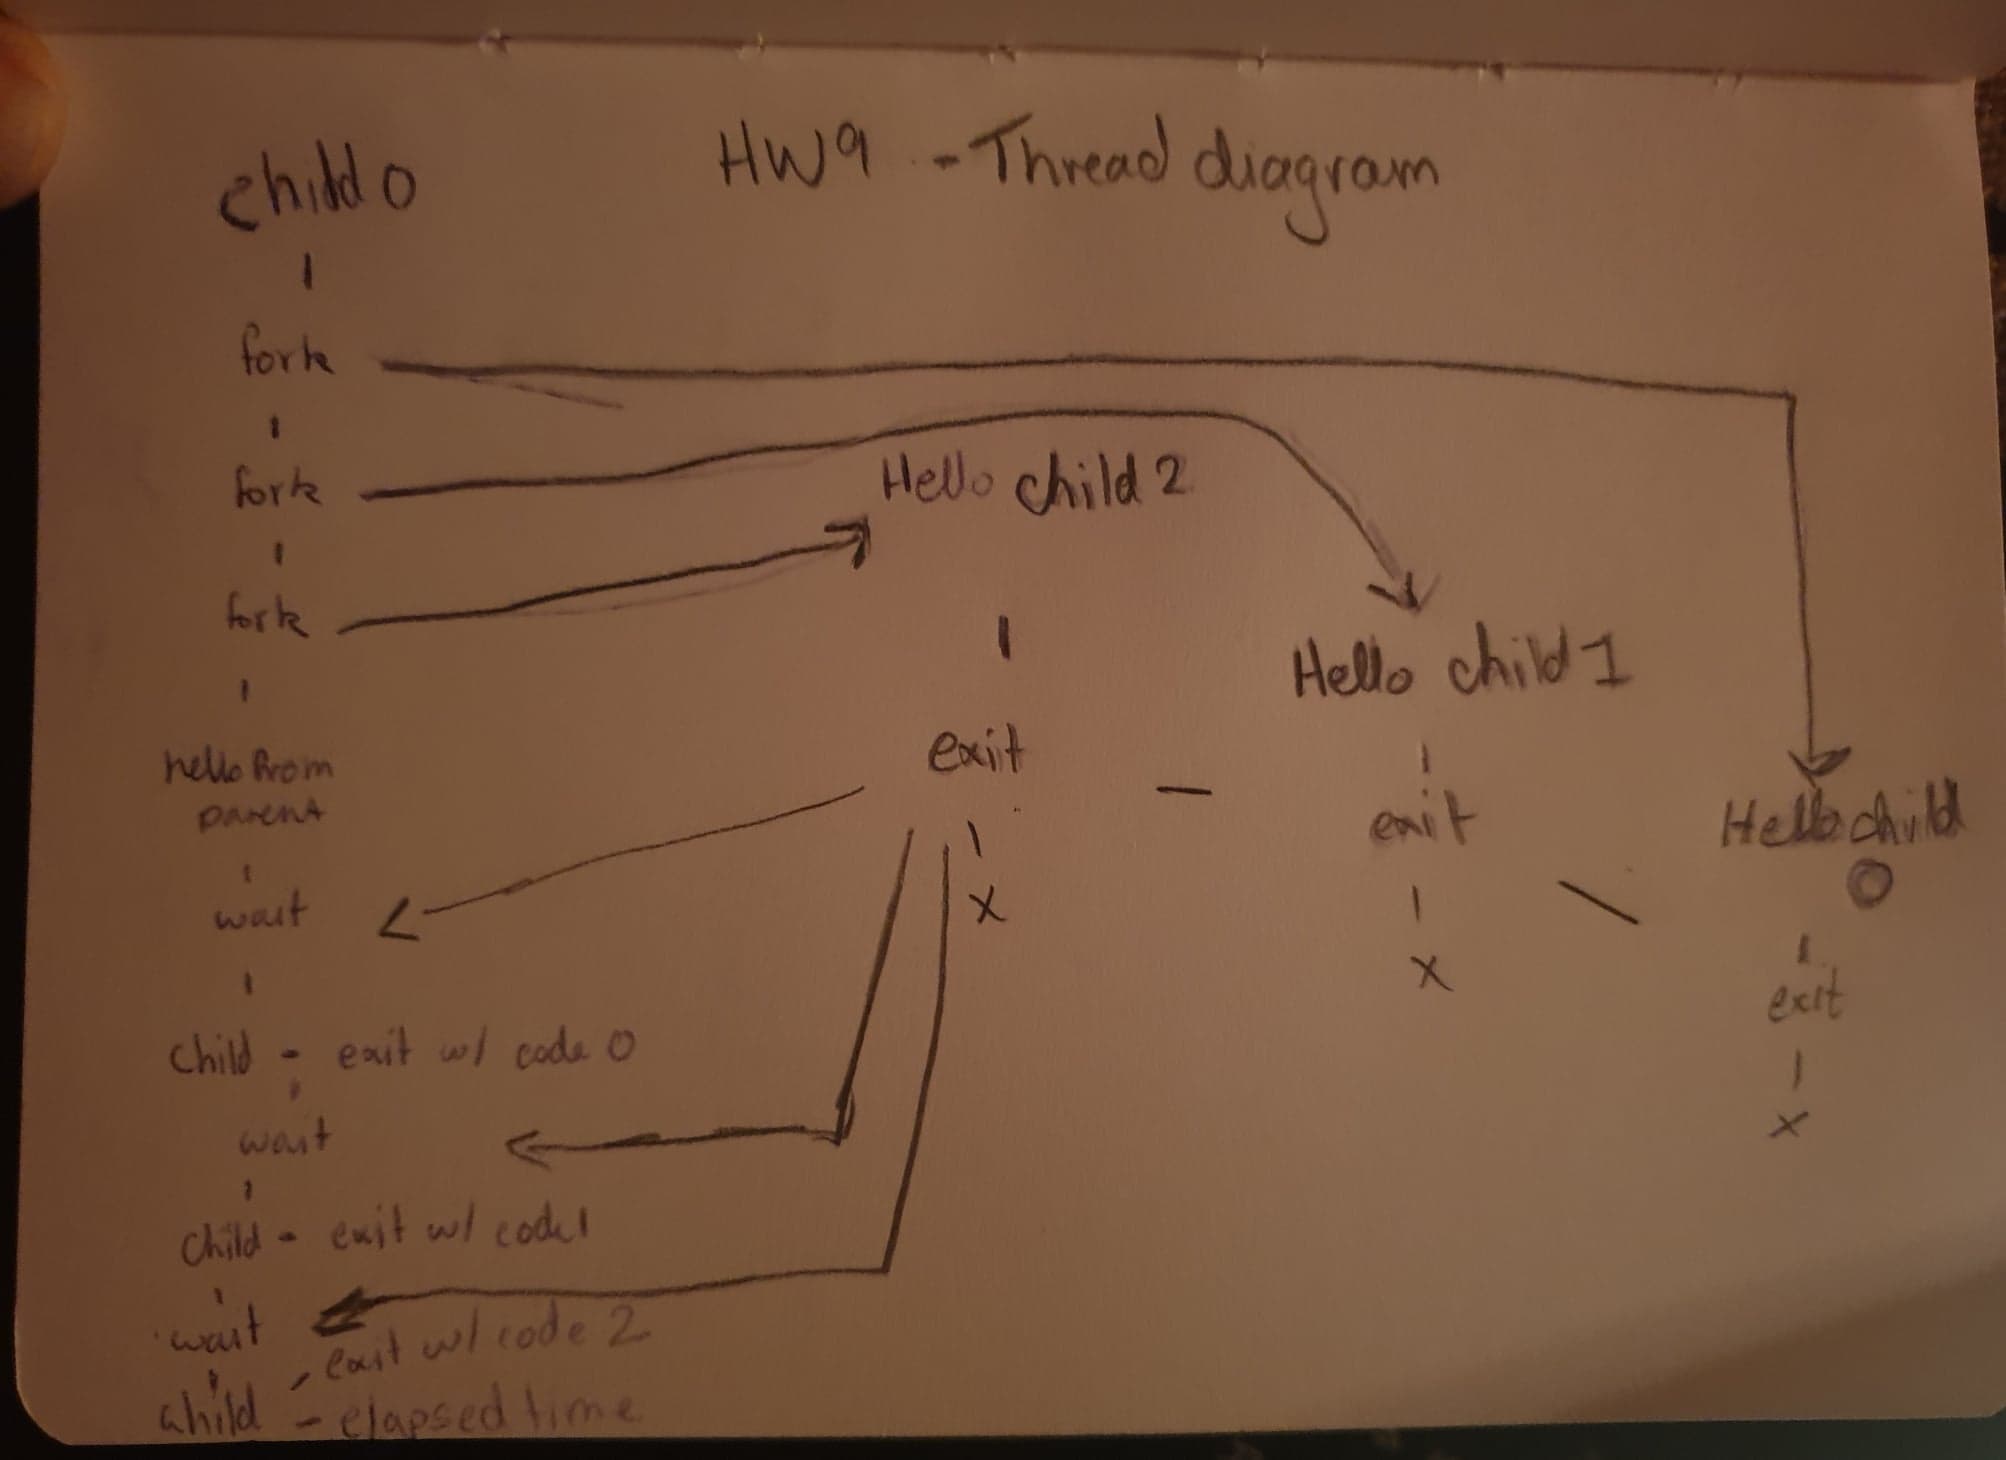 HW9 - Thread diagram
child 0
fork
fork
fork
hello from
parent
wait
child - exit w/ code 0
wait
child - exit w/ code 1
wait
exit w/ code 2
child - elapsed time
Hello child 2
exit
x
Hello child 1
exit
x
Hello child
0
exit
x